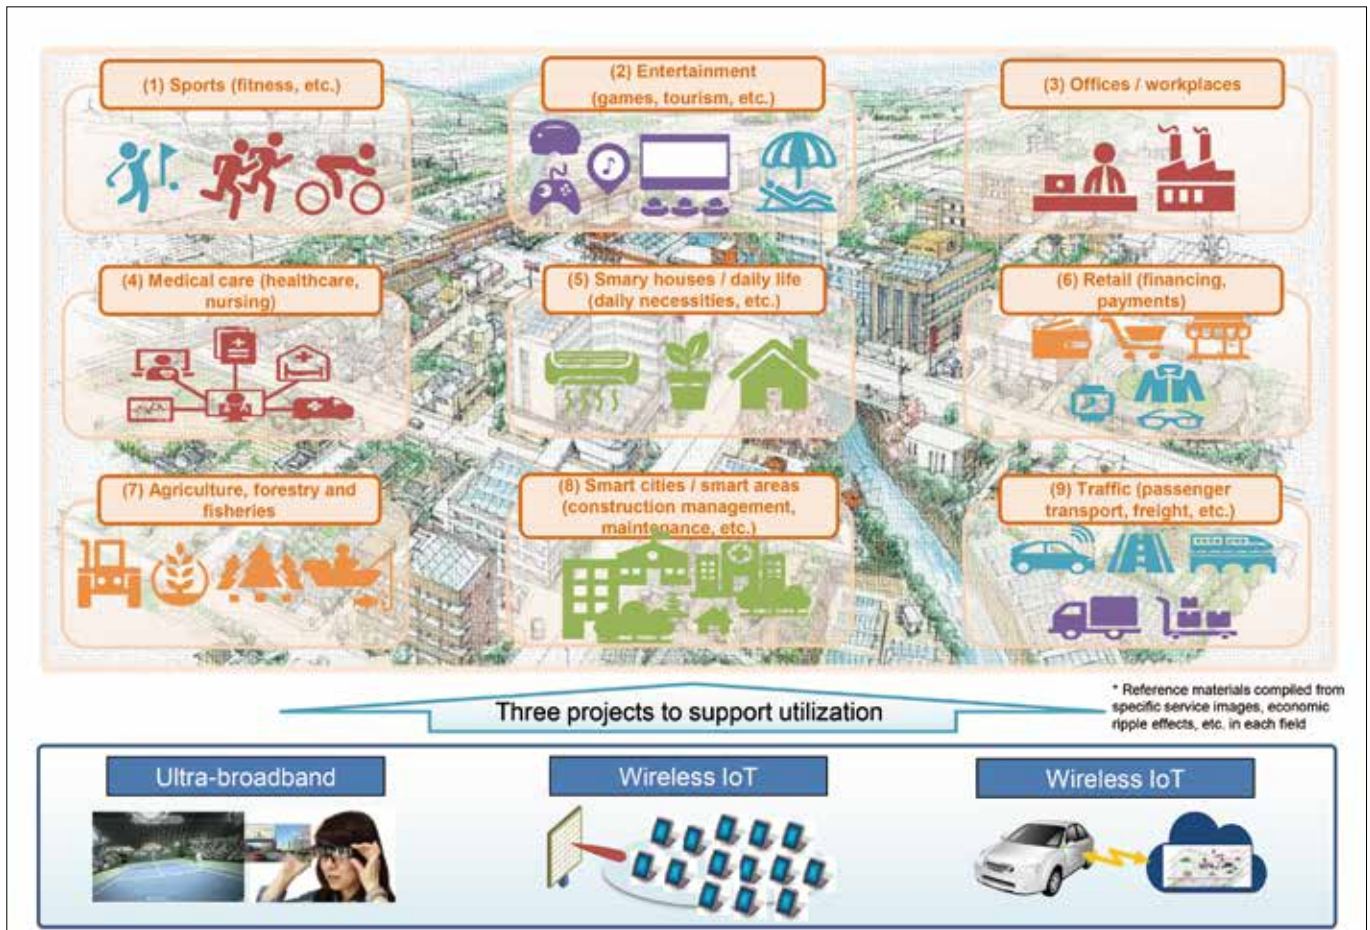 (1) Sports (fitness, etc.)
(2) Entertainment
(games, tourism, etc.)
(3) Offices / workplaces
(4) Medical care (healthcare,
nursing)
(5) Smary houses / daily life
(daily necessities, etc.)
(6) Retail (financing,
payments)
(7) Agriculture, forestry and
fisheries
(8) Smart cities / smart areas
(construction management,
maintenance, etc.)
(9) Traffic (passenger
transport, freight, etc.)
Three projects to support utilization
* Reference materials compiled from
specific service images, economic
ripple effects, etc. in each field
Ultra-broadband
Wireless IoT
Wireless IoT